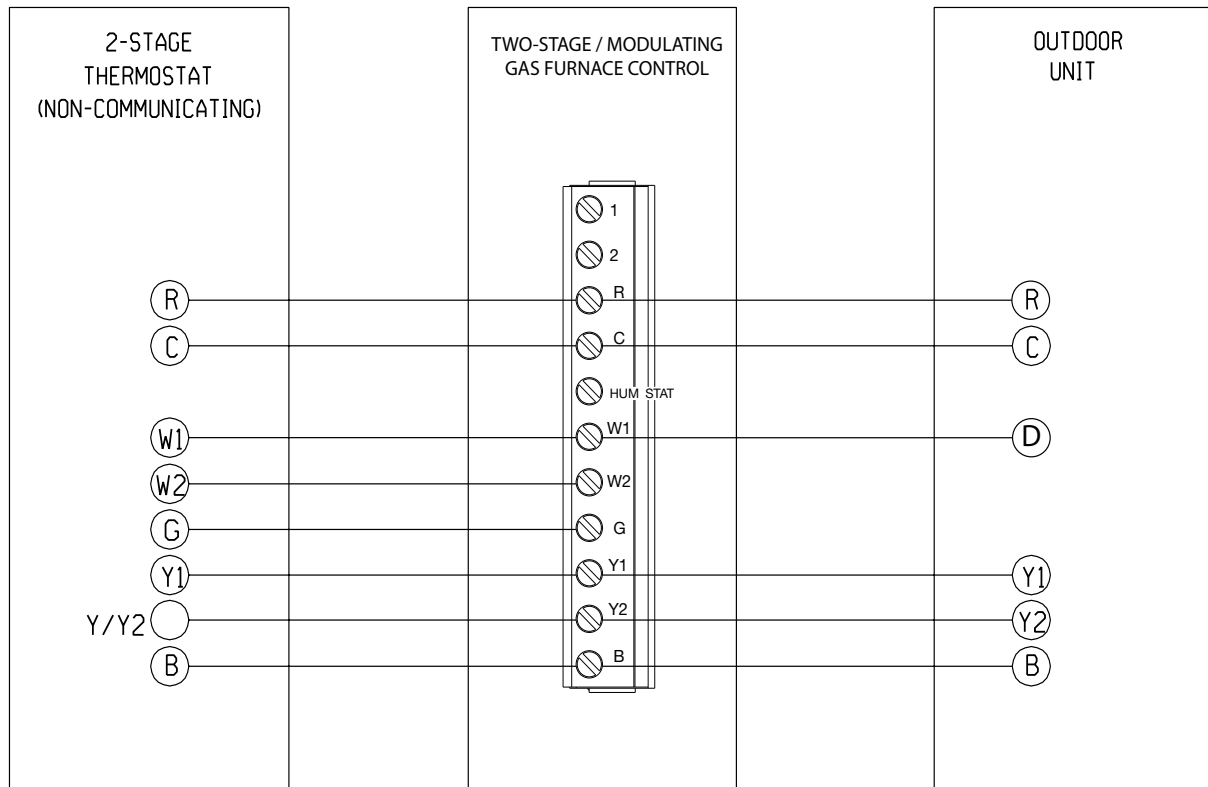 2-STAGE
THERMOSTAT
(NON-COMMUNICATING)
TWO-STAGE / MODULATING
GAS FURNACE CONTROL
OUTDOOR
UNIT
1
2
R R R
C C C
HUM STAT
W1 W1 D
W2 W2
G G
Y1 Y1 Y1
Y/Y2 Y2 Y2
B B B